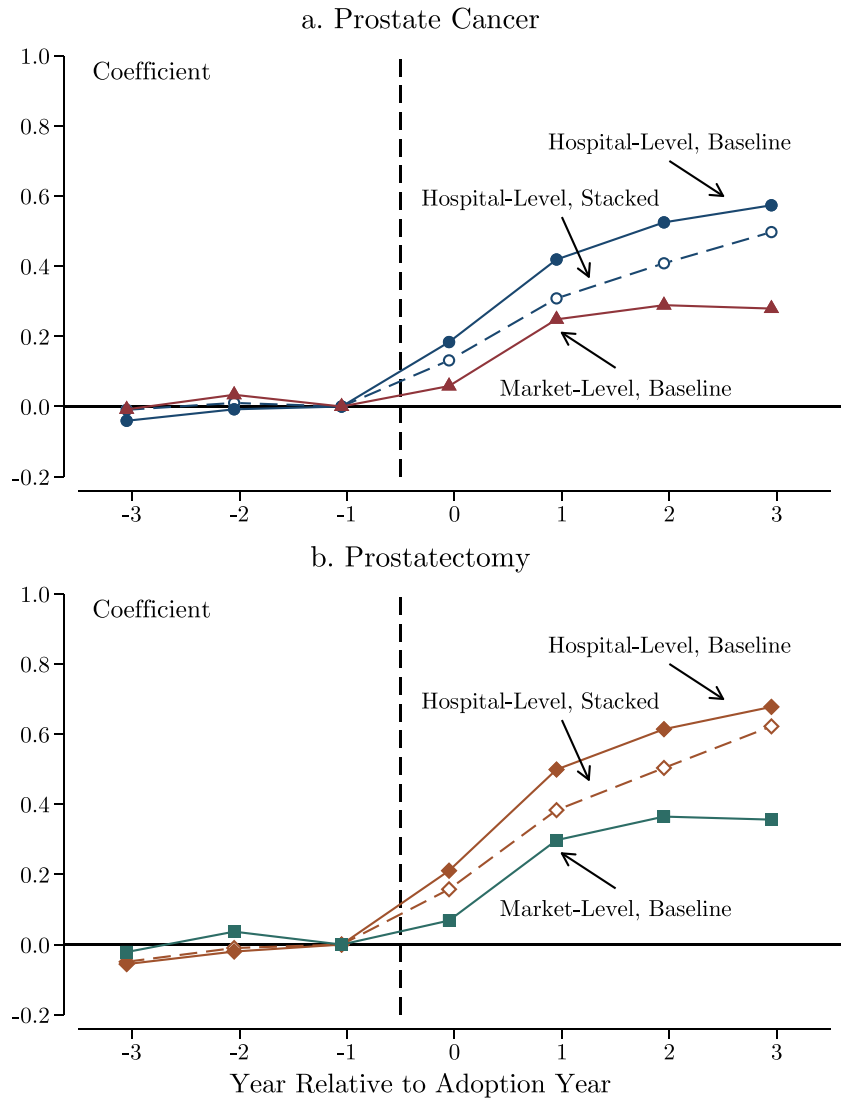 a. Prostate Cancer
1.0
Coefficient
0.8
Hospital-Level, Baseline
0.6
Hospital-Level, Stacked
0.4
0.2
Market-Level, Baseline
0.0
-0.2
-3 -2 -1 0 1 2 3
b. Prostatectomy
1.0
Coefficient
0.8
Hospital-Level, Baseline
Hospital-Level, Stacked
0.6
0.4
0.2
Market-Level, Baseline
0.0
-0.2
-3 -2 -1 0 1 2 3
Year Relative to Adoption Year